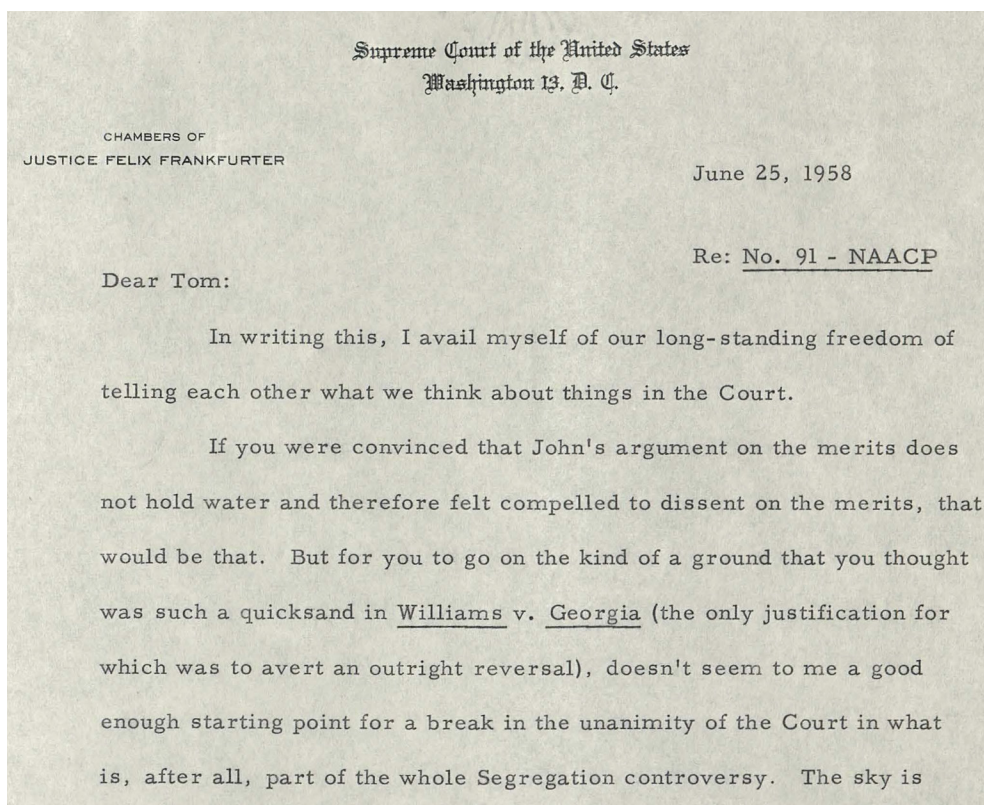 Supreme Court of the United States
Washington 13, D. C.
CHAMBERS OF
JUSTICE FELIX FRANKFURTER
June 25, 1958
Re: No. 91 - NAACP
Dear Tom:
In writing this, I avail myself of our long-standing freedom of
telling each other what we think about things in the Court.
If you were convinced that John's argument on the merits does
not hold water and therefore felt compelled to dissent on the merits, that
would be that. But for you to go on the kind of a ground that you thought
was such a quicksand in Williams v. Georgia (the only justification for
which was to avert an outright reversal), doesn't seem to me a good
enough starting point for a break in the unanimity of the Court in what
is, after all, part of the whole Segregation controversy. The sky is